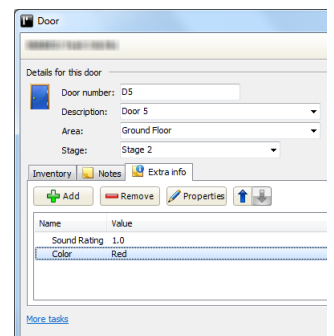 Door
Details for this door
Door number: D5
Description: Door 5
Area: Ground Floor
Stage: Stage 2
Inventory Notes Extra info
Add Remove Properties
Name Value
Sound Rating 1.0
Color Red
More tasks